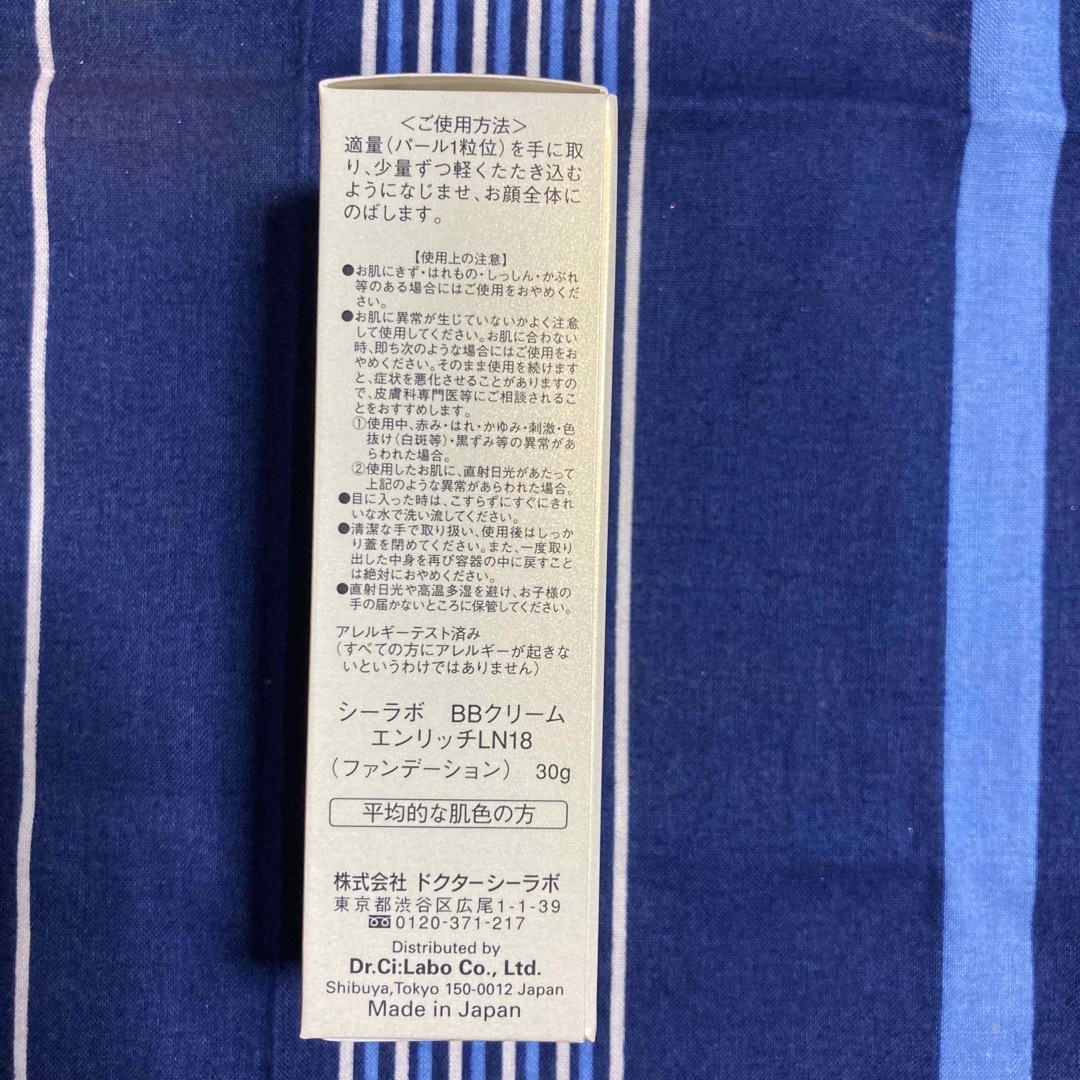 ＜ご使用方法＞
適量（パール1粒位）を手に取
り、少量ずつ軽くたたき込む
ようになじませ、お顔全体に
のばします。
【使用上の注意】
●お肌にきず・はれもの・しっしん・かぶれ
等のある場合にはご使用をおやめくだ
さい。
●お肌に異常が生じていないかよく注意
して使用してください。お肌に合わない
時、即ち次のような場合にはご使用をお
やめください。そのまま使用を続けます
と、症状を悪化させることがありますの
で、皮膚科専門医等にご相談されるこ
とをおすすめします。
①使用中、赤み・はれ・かゆみ・刺激・色
抜け（白斑等）・黒ずみ等の異常があ
らわれた場合。
②使用したお肌に、直射日光があたって
上記のような異常があらわれた場合。
●目に入った時は、こすらずにすぐにきれ
いな水で洗い流してください。
●清潔な手で取り扱い、使用後はしっか
り蓋を閉めてください。また、一度取り
出した中身を再び容器の中に戻すこと
は絶対におやめください。
●直射日光や高温多湿を避け、お子様の
手の届かないところに保管してください。
アレルギーテスト済み
（すべての方にアレルギーが起きな
いというわけではありません）
シーラボ　BBクリーム
エンリッチLN18
（ファンデーション）　30g
平均的な肌色の方
株式会社 ドクターシーラボ
東京都渋谷区広尾1-1-39
0120-371-217
Distributed by
Dr.Ci:Labo Co., Ltd.
Shibuya,Tokyo 150-0012 Japan
Made in Japan